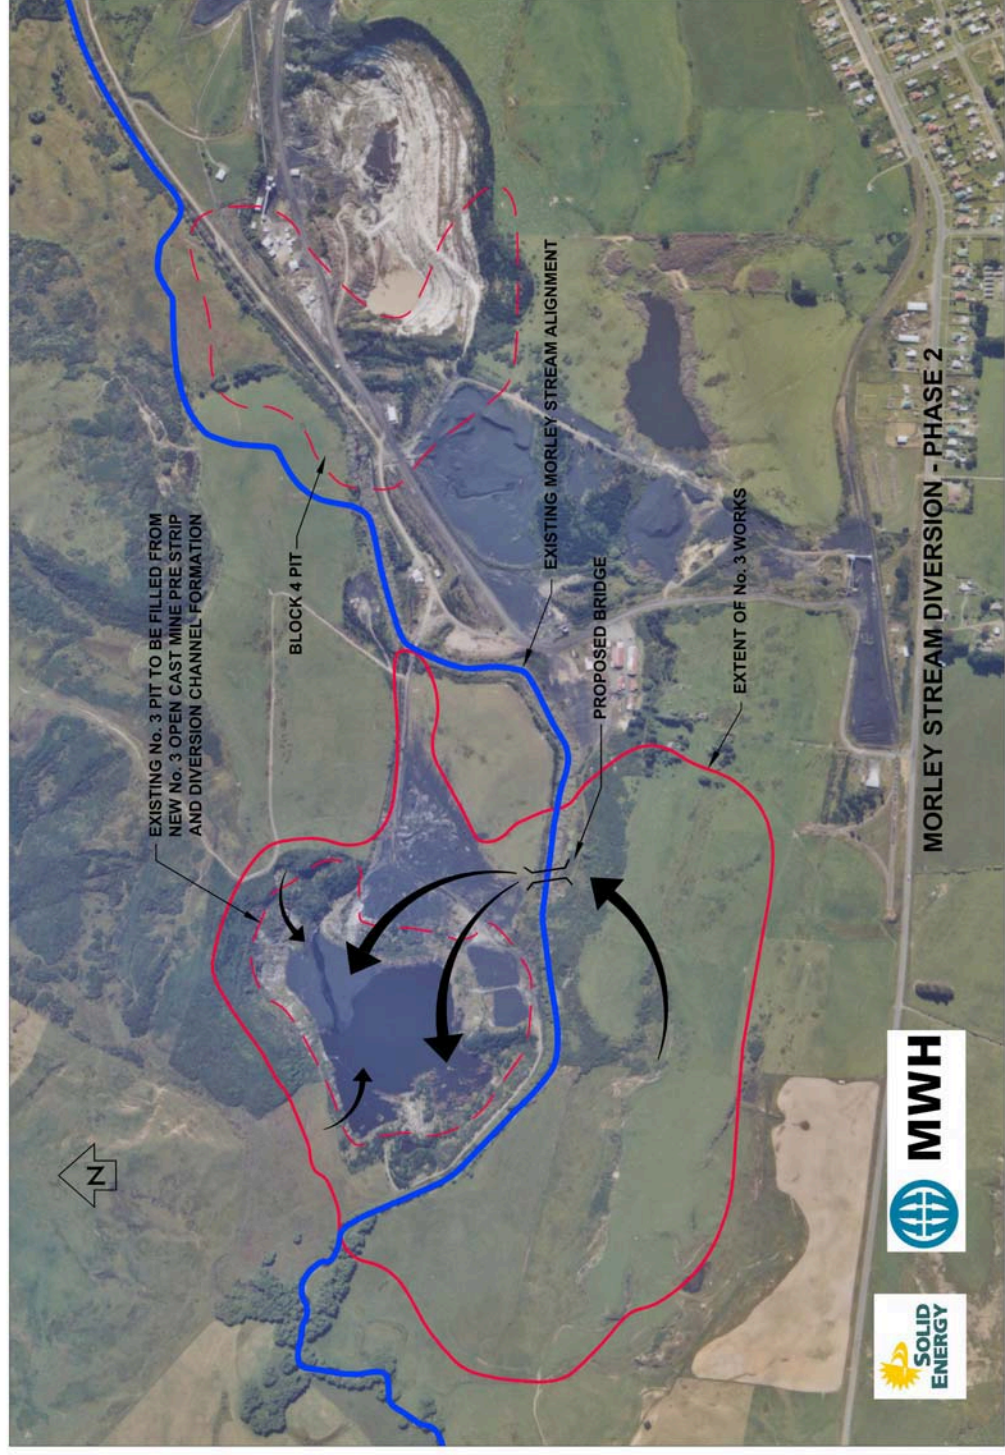 EXISTING No. 3 PIT TO BE FILLED FROM
NEW No. 3 OPEN CAST MINE PRE STRIP
AND DIVERSION CHANNEL FORMATION
BLOCK 4 PIT
EXISTING MORLEY STREAM ALIGNMENT
PROPOSED BRIDGE
EXTENT OF No. 3 WORKS
N
MORLEY STREAM DIVERSION - PHASE 2
SOLID
ENERGY
MWH